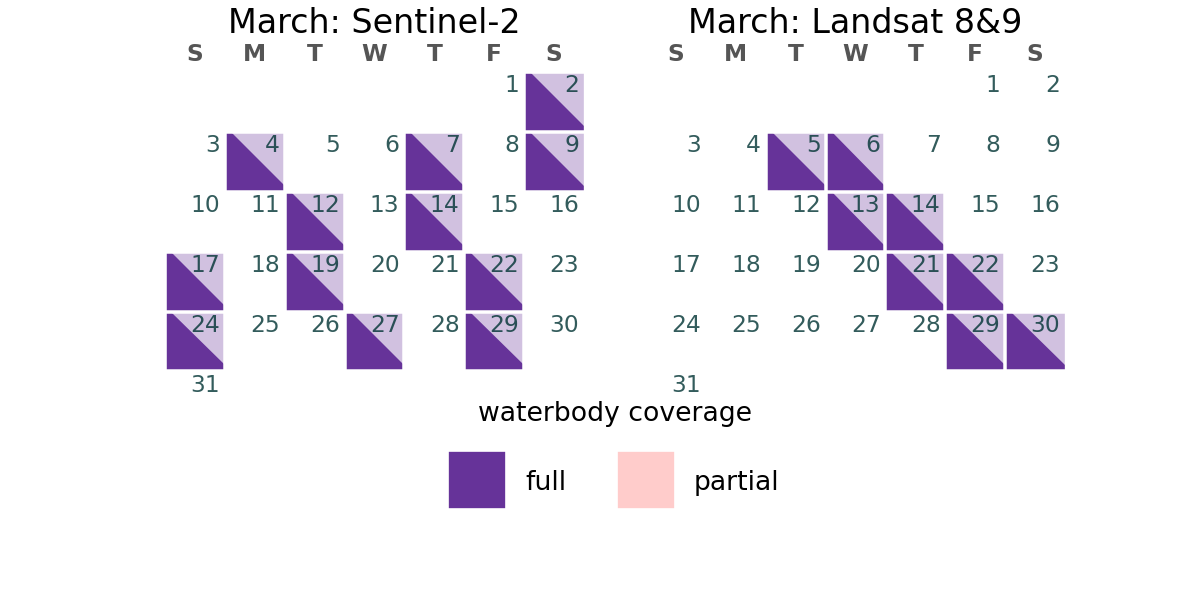 March: Sentinel-2
S M T W T F S
1 2
3 4 5 6 7 8 9
10 11 12 13 14 15 16
17 18 19 20 21 22 23
24 25 26 27 28 29 30
31
March: Landsat 8&9
S M T W T F S
1 2
3 4 5 6 7 8 9
10 11 12 13 14 15 16
17 18 19 20 21 22 23
24 25 26 27 28 29 30
31
waterbody coverage
full partial